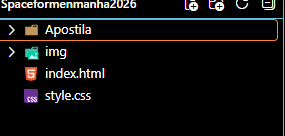 Spaceformenmanha2026
Apostila
img
index.html
style.css